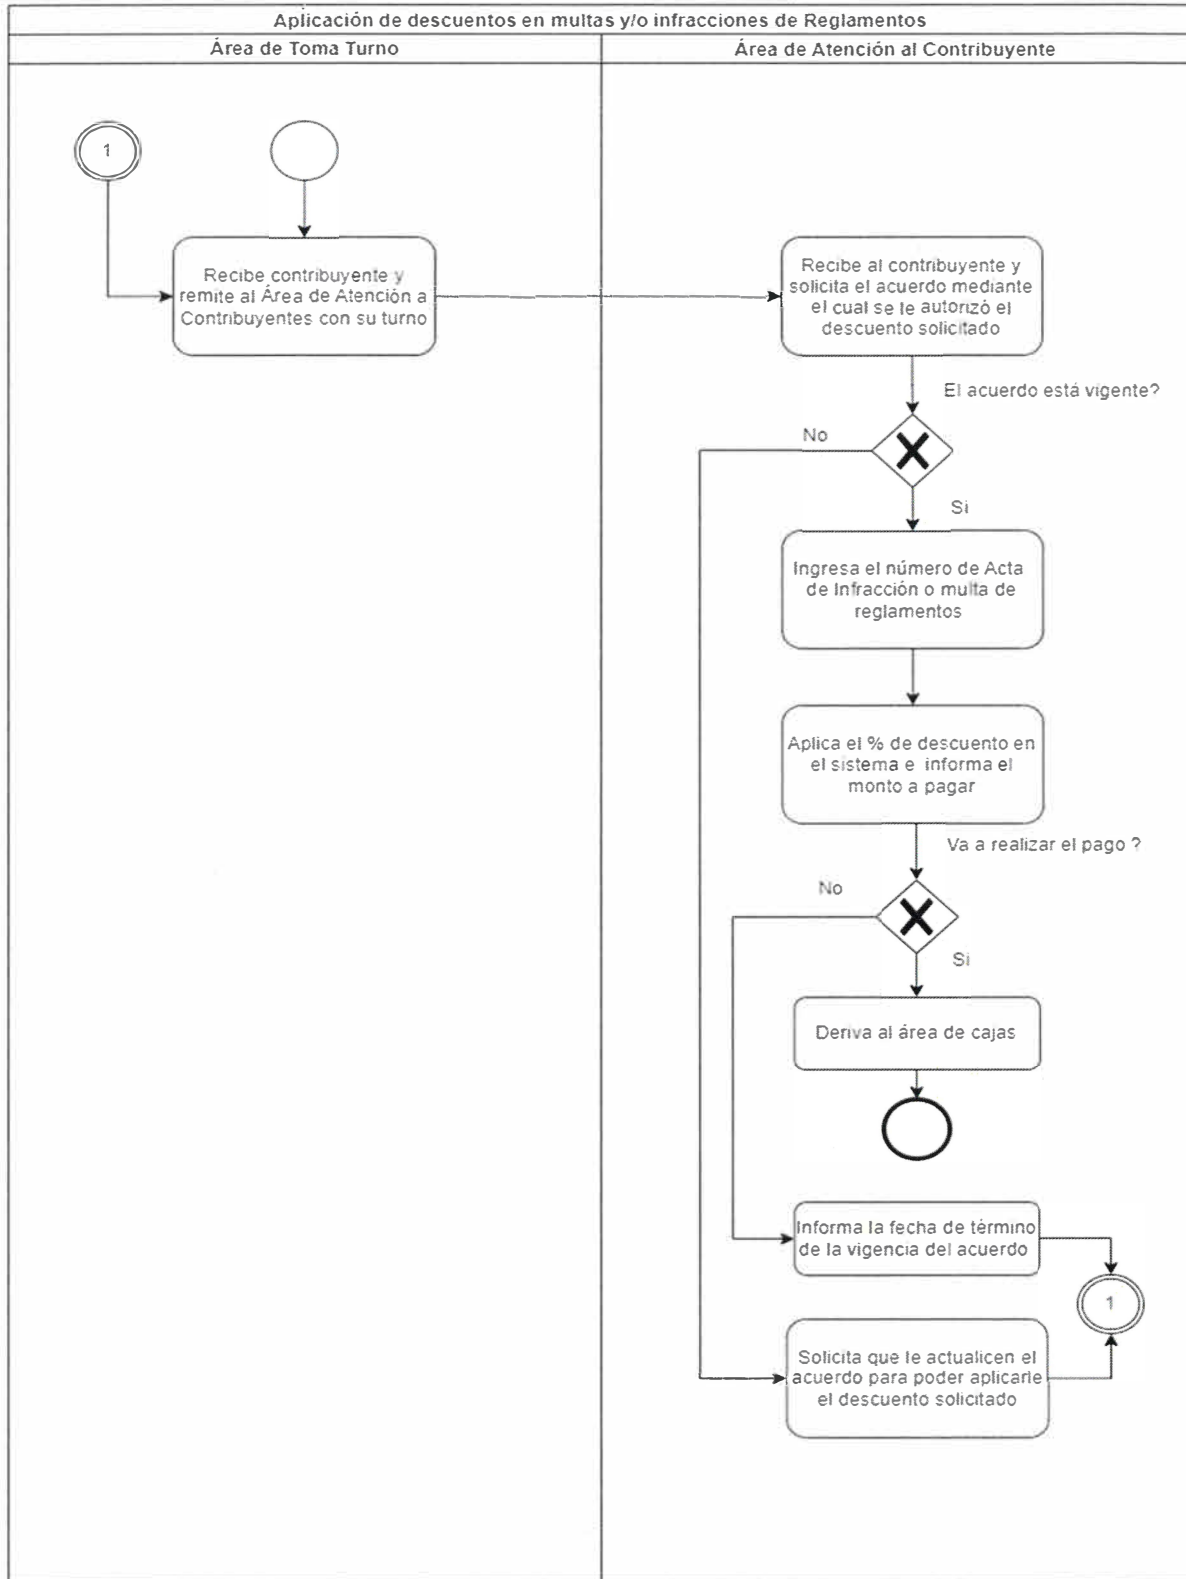 Aplicación de descuentos en multas y/o infracciones de Reglamentos
Área de Toma Turno
Área de Atención al Contribuyente
1
Recibe contribuyente y
remite al Área de Atención a
Contribuyentes con su turno
Recibe al contribuyente y
solicita el acuerdo mediante
el cual se le autorizó el
descuento solicitado
El acuerdo está vigente?
No
Si
Ingresa el número de Acta
de Infracción o multa de
reglamentos
Aplica el % de descuento en
el sistema e informa el
monto a pagar
Va a realizar el pago ?
No
Si
Deriva al área de cajas
Informa la fecha de término
de la vigencia del acuerdo
1
Solicita que le actualicen el
acuerdo para poder aplicarle
el descuento solicitado